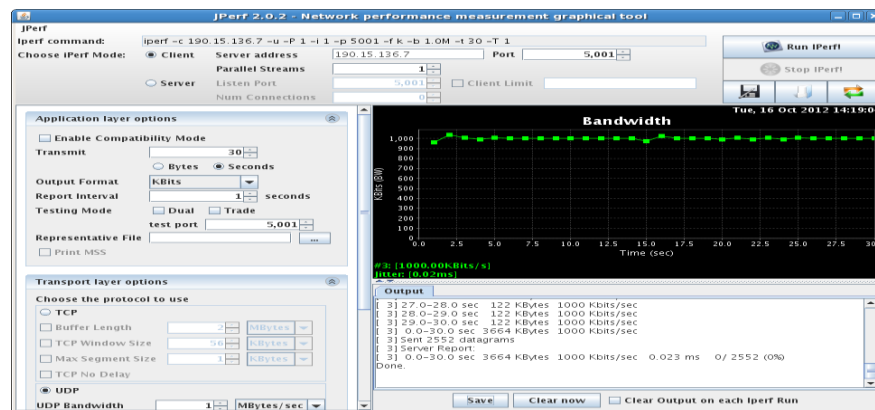 JPerf 2.0.2 - Network performance measurement graphical tool
JPerf
Iperf command: iperf -c 190.15.136.7 -u -P 1 -i 1 -p 5001 -f k -b 1.0M -t 30 -T 1
Choose iPerf Mode: Client Server address 190.15.136.7 Port 5,001
Parallel Streams 1
Server Listen Port 5,001 Client Limit
Num Connections 0
Run IPerf!
Stop IPerf!
Application layer options
Enable Compatibility Mode
Transmit 30
Bytes Seconds
Output Format KBits
Report Interval 1 seconds
Testing Mode Dual Trade
test port 5,001
Representative File ...
Print MSS
Transport layer options
Choose the protocol to use
TCP
Buffer Length 2 MBytes
TCP Window Size 56 KBytes
Max Segment Size 1 KBytes
TCP No Delay
UDP
UDP Bandwidth 1 MBytes/sec
Tue, 16 Oct 2012 14:19:0
Bandwidth
KBits (BW)
1,000
900
800
700
600
500
400
300
200
100
0
0.0 2.5 5.0 7.5 10.0 12.5 15.0 17.5 20.0 22.5 25.0 27.5 30
Time (sec)
#3: [1000.00KBits/s]
Jitter: [0.02ms]
Output
[ 3] 27.0-28.0 sec 122 KBytes 1000 Kbits/sec
[ 3] 28.0-29.0 sec 122 KBytes 1000 Kbits/sec
[ 3] 29.0-30.0 sec 122 KBytes 1000 Kbits/sec
[ 3] 0.0-30.0 sec 3664 KBytes 1000 Kbits/sec
[ 3] Sent 2552 datagrams
[ 3] Server Report:
[ 3] 0.0-30.0 sec 3664 KBytes 1000 Kbits/sec 0.023 ms 0/ 2552 (0%)
Done.
Save Clear now Clear Output on each Iperf Run